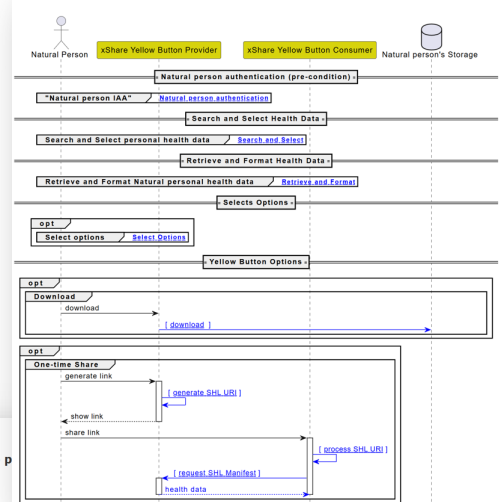 Natural Person
xShare Yellow Button Provider
xShare Yellow Button Consumer
Natural person's Storage
Natural person authentication (pre-condition)
"Natural person IAA" Natural person authentication
Search and Select Health Data
Search and Select personal health data Search and Select
Retrieve and Format Health Data
Retrieve and Format Natural personal health data Retrieve and Format
Selects Options
opt
Select options Select Options
Yellow Button Options
opt
Download
download
[ download ]
opt
One-time Share
generate link
[ generate SHL URI ]
show link
share link
[ process SHL URI ]
p
[ request SHL Manifest ]
health data